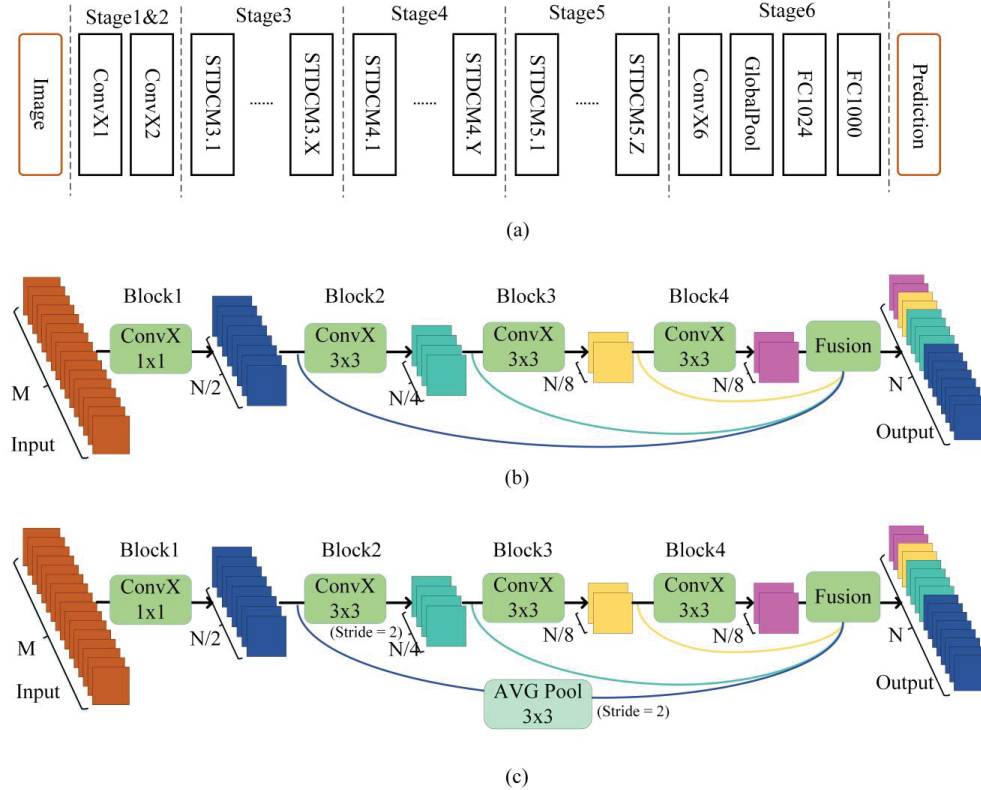 Stage1&2 Stage3 Stage4 Stage5 Stage6
Image ConvX1 ConvX2 STDCM3.1 ...... STDCM3.X STDCM4.1 ...... STDCM4.Y STDCM5.1 ...... STDCM5.Z ConvX6 GlobalPool FC1024 FC1000 Prediction
(a)
Block1 Block2 Block3 Block4
ConvX ConvX ConvX ConvX Fusion
1x1 3x3 3x3 3x3
M N/2 N/4 N/8 N/8 N
Input Output
(b)
Block1 Block2 Block3 Block4
ConvX ConvX ConvX ConvX Fusion
1x1 3x3 3x3 3x3
(Stride = 2)
M N/2 N/4 N/8 N/8 N
Input Output
AVG Pool
3x3 (Stride = 2)
(c)